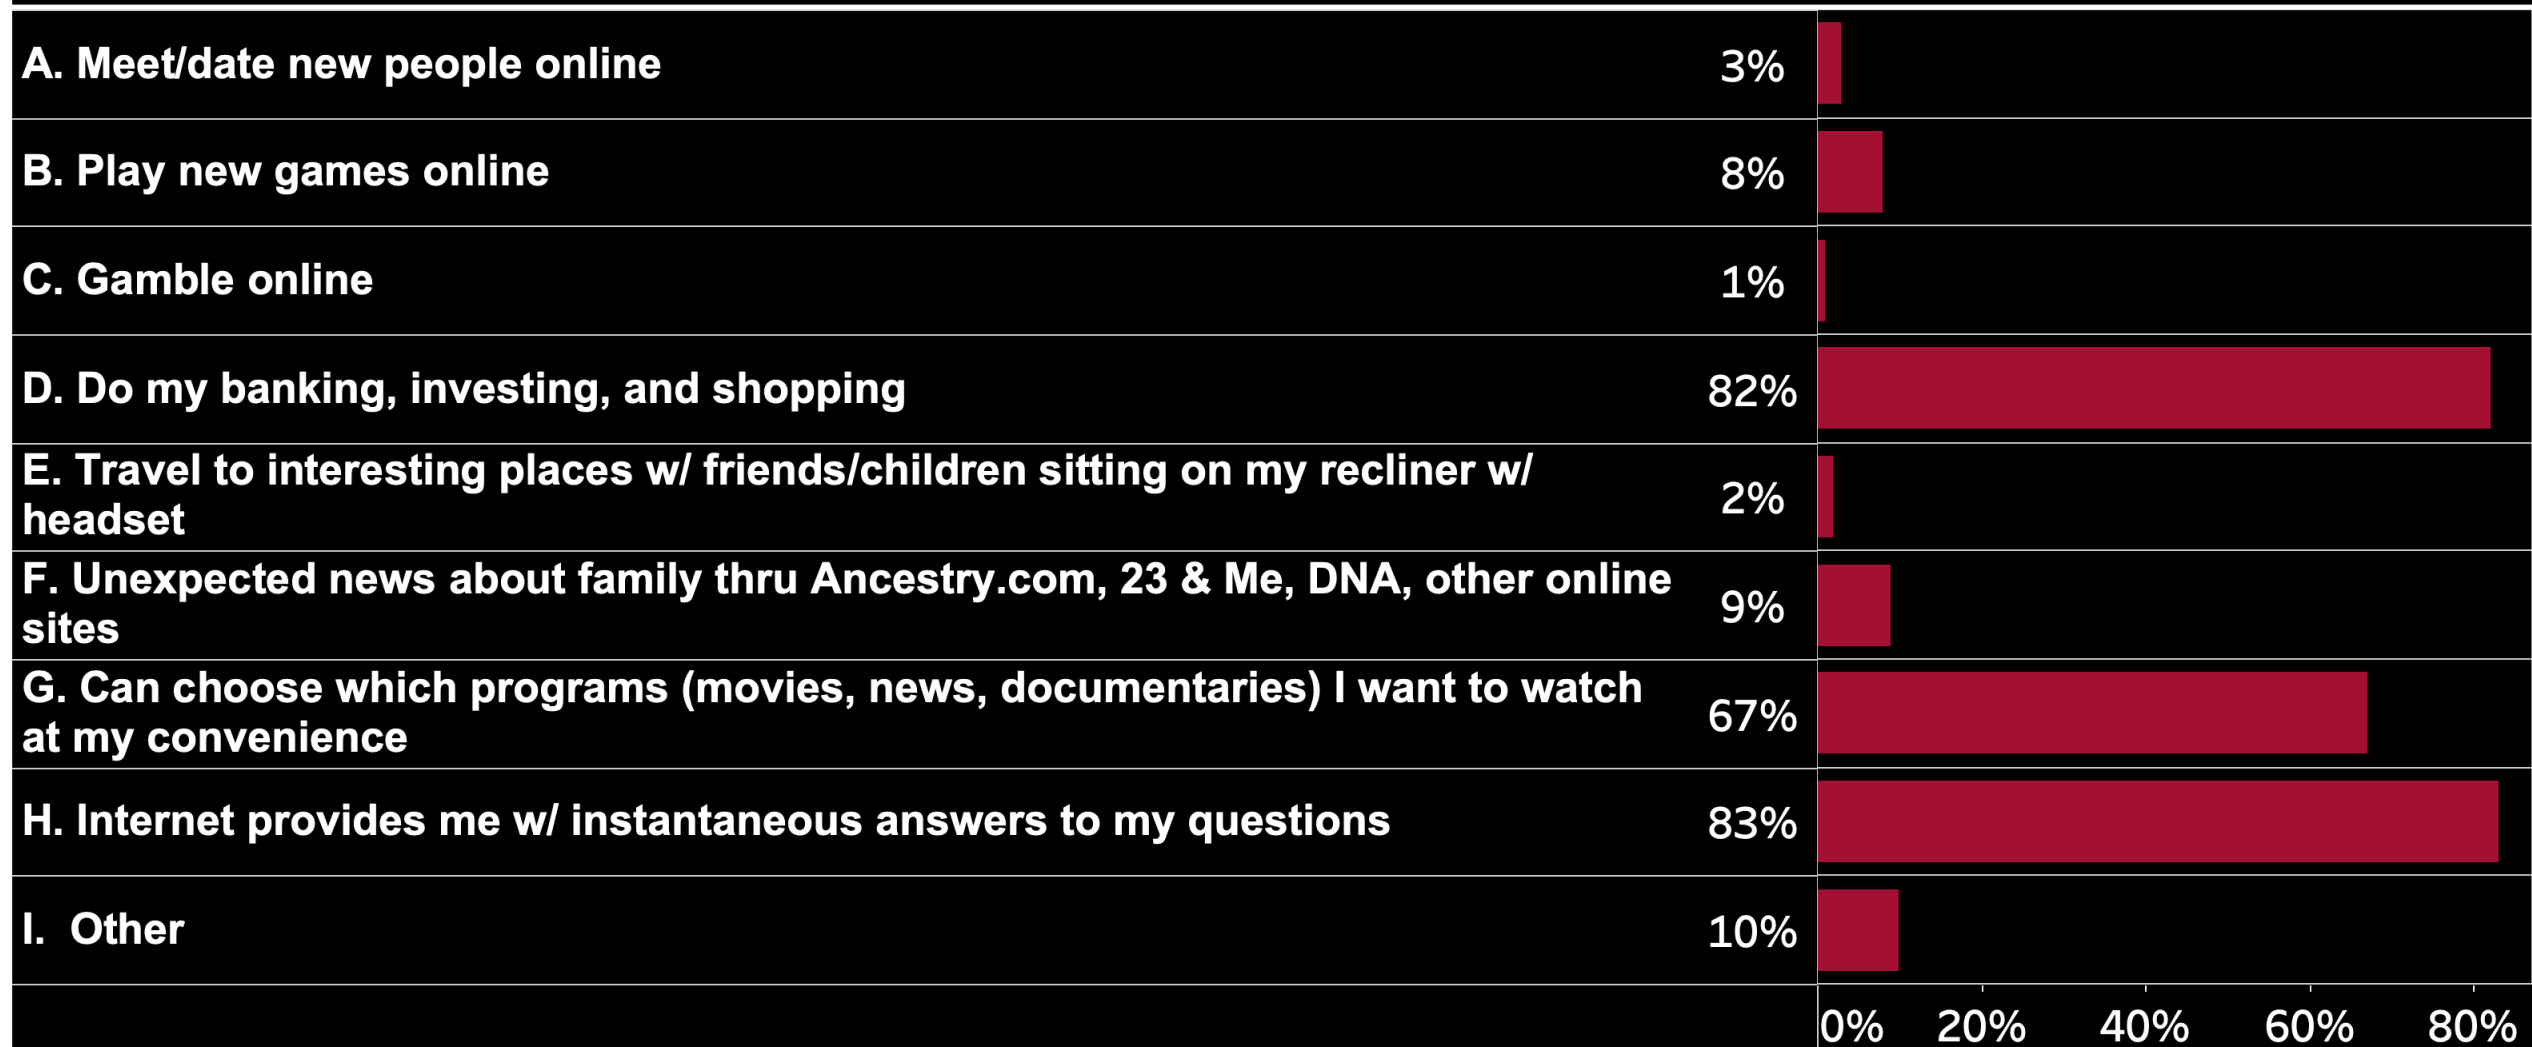 A. Meet/date new people online 3%
B. Play new games online 8%
C. Gamble online 1%
D. Do my banking, investing, and shopping 82%
E. Travel to interesting places w/ friends/children sitting on my recliner w/
headset 2%
F. Unexpected news about family thru Ancestry.com, 23 & Me, DNA, other online
sites 9%
G. Can choose which programs (movies, news, documentaries) I want to watch
at my convenience 67%
H. Internet provides me w/ instantaneous answers to my questions 83%
I.  Other 10%
0% 20% 40% 60% 80%